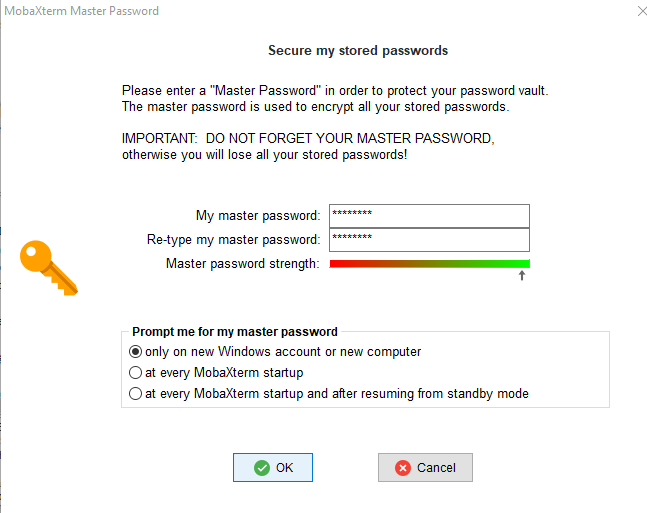 MobaXterm Master Password
Secure my stored passwords
Please enter a "Master Password" in order to protect your password vault.
The master password is used to encrypt all your stored passwords.
IMPORTANT:  DO NOT FORGET YOUR MASTER PASSWORD,
otherwise you will lose all your stored passwords!
My master password: ********
Re-type my master password: ********
Master password strength:
Prompt me for my master password
only on new Windows account or new computer
at every MobaXterm startup
at every MobaXterm startup and after resuming from standby mode
OK Cancel